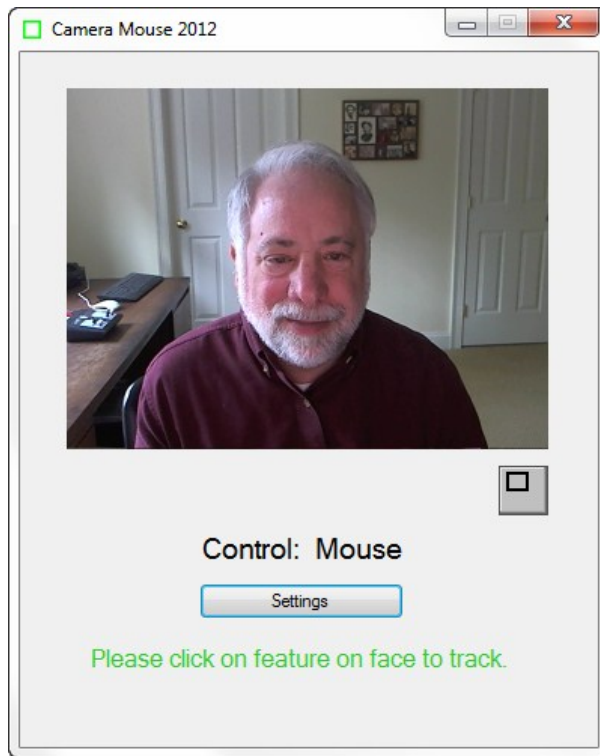 Camera Mouse 2012
Control: Mouse
Settings
Please click on feature on face to track.